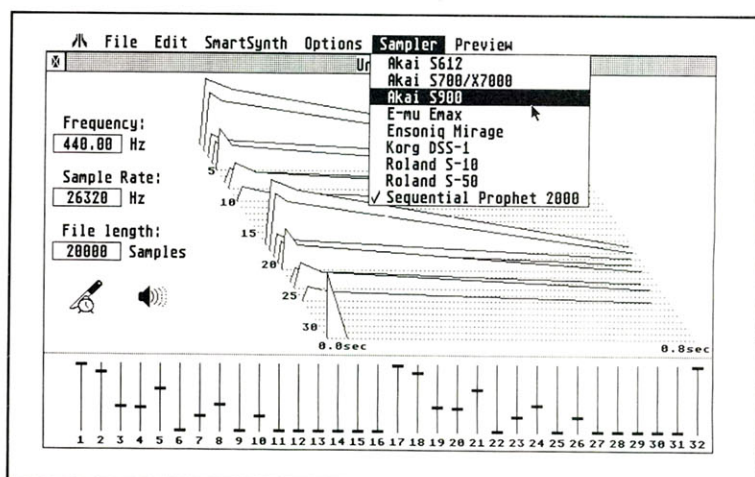 File Edit SmartSynth Options Sampler Preview
Un
Akai S612
Akai S700/X7000
Akai S900
E-mu Emax
Ensoniq Mirage
Korg DSS-1
Roland S-10
Roland S-50
✓ Sequential Prophet 2000
Frequency:
440.00 Hz
Sample Rate:
26320 Hz
File length:
20000 Samples
5
10
15
20
25
30
0.0sec 0.8sec
1 2 3 4 5 6 7 8 9 10 11 12 13 14 15 16 17 18 19 20 21 22 23 24 25 26 27 28 29 30 31 32